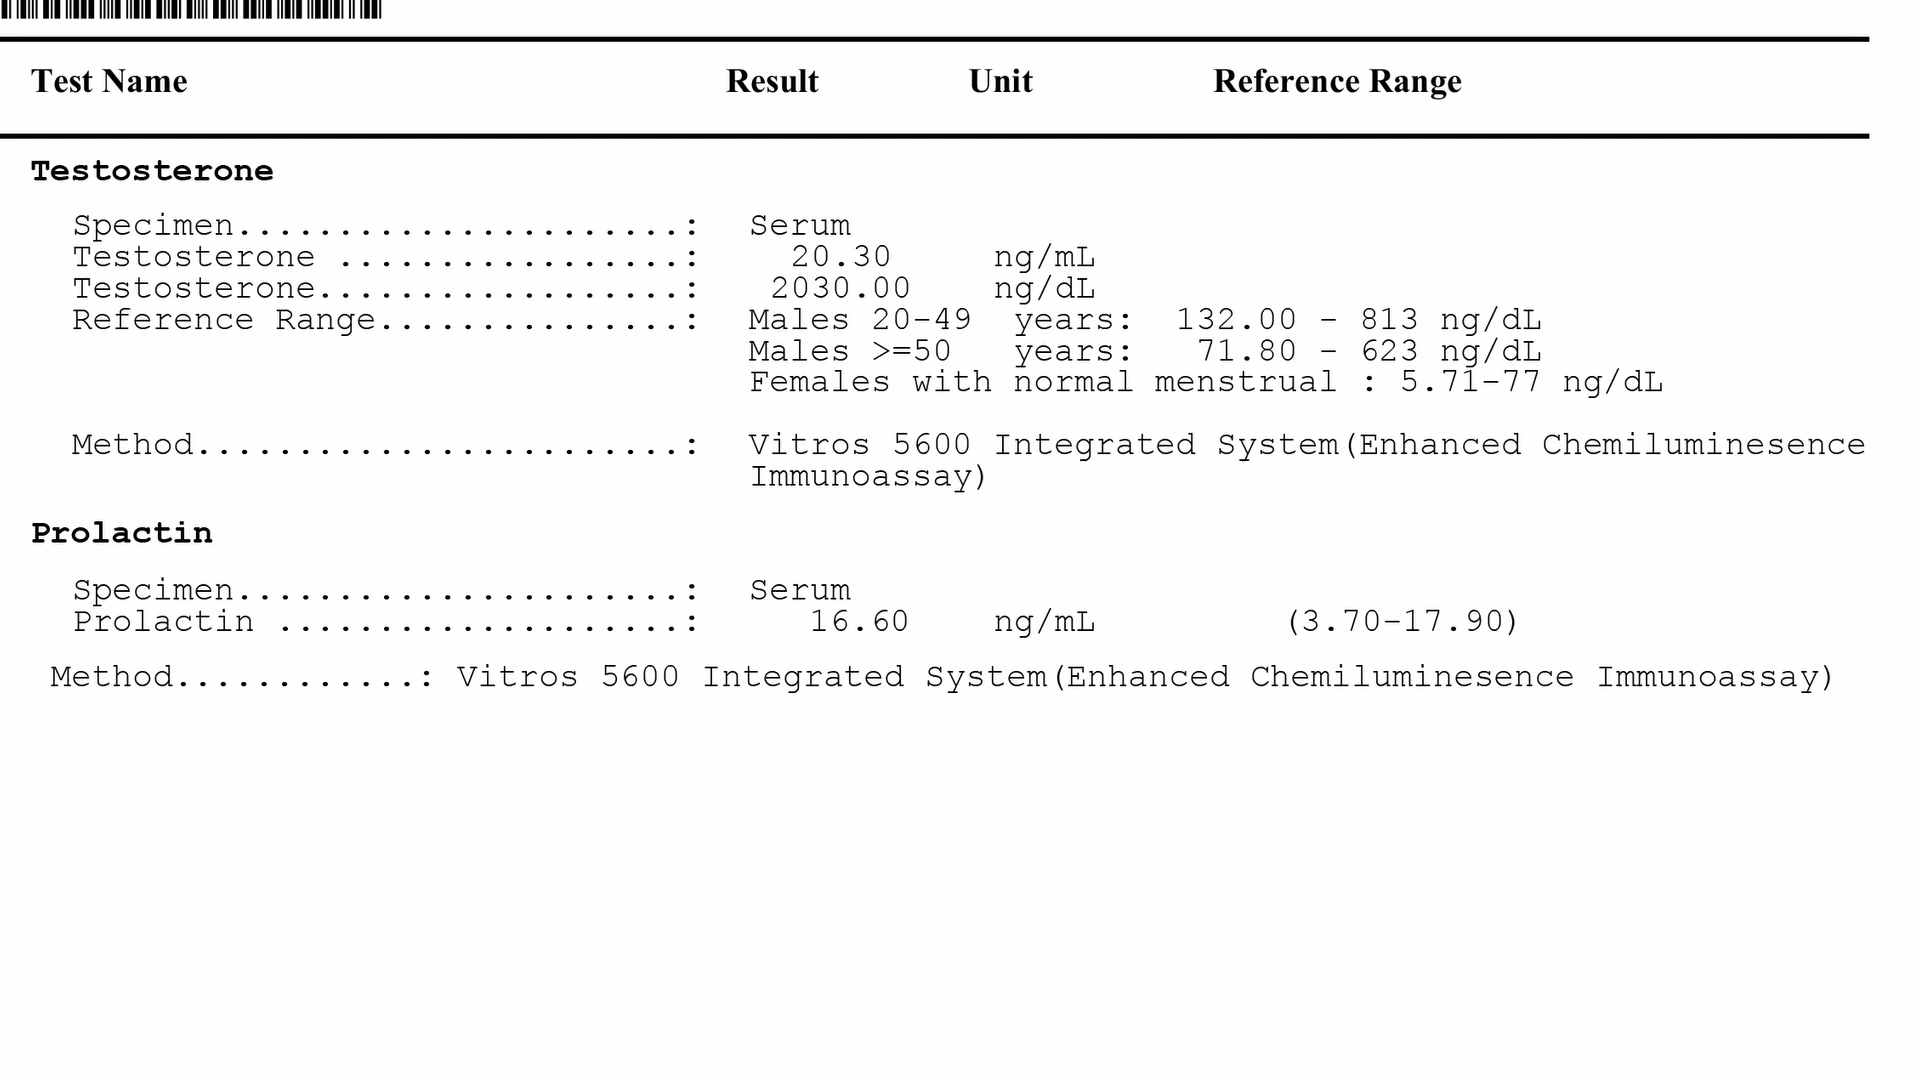 Test Name Result Unit Reference Range
Testosterone
Specimen......................: Serum
Testosterone .................: 20.30 ng/mL
Testosterone..................: 2030.00 ng/dL
Reference Range...............: Males 20-49 years: 132.00 - 813 ng/dL
Males >=50 years: 71.80 - 623 ng/dL
Females with normal menstrual : 5.71-77 ng/dL
Method........................: Vitros 5600 Integrated System(Enhanced Chemiluminesence
Immunoassay)
Prolactin
Specimen......................: Serum
Prolactin ....................: 16.60 ng/mL (3.70-17.90)
Method............: Vitros 5600 Integrated System(Enhanced Chemiluminesence Immunoassay)